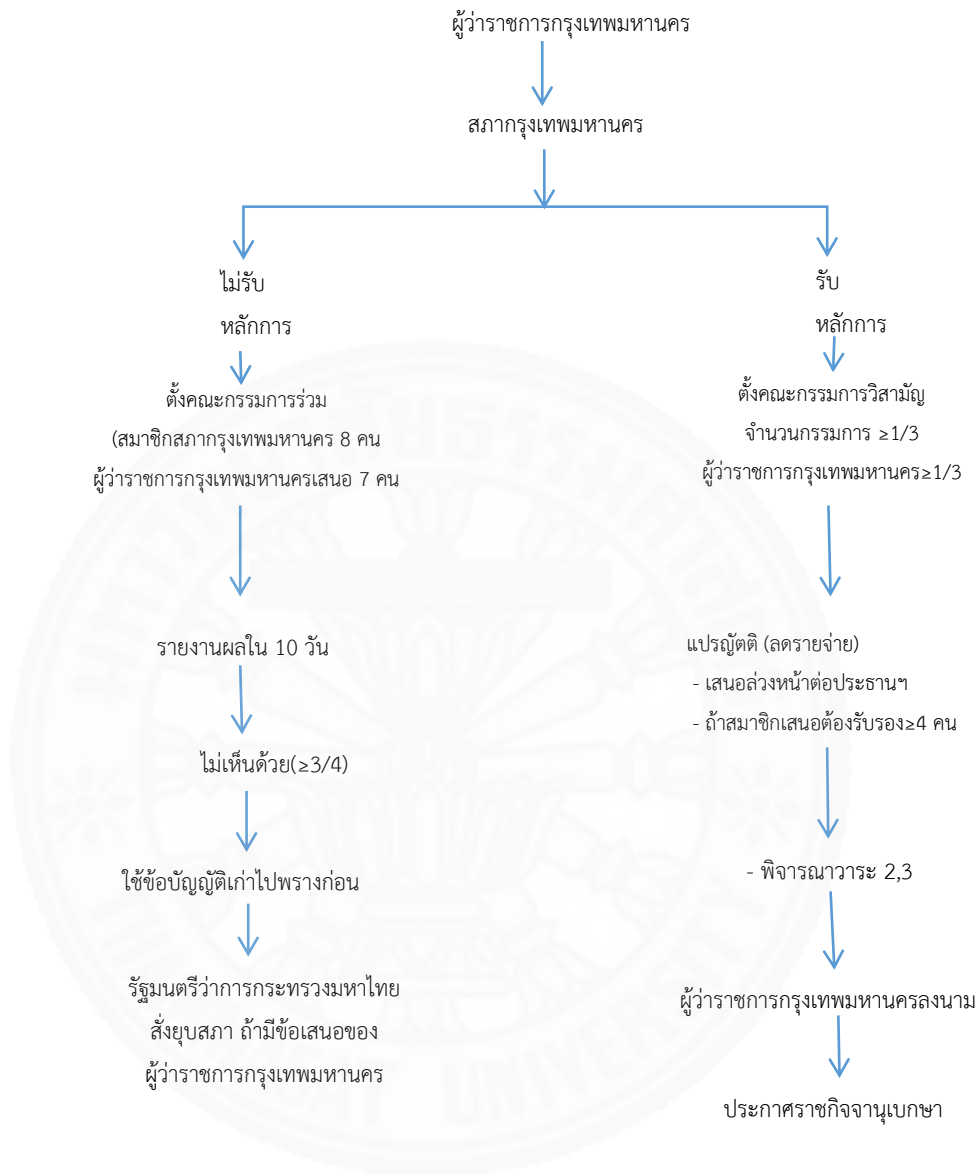 ผู้ว่าราชการกรุงเทพมหานคร
สภากรุงเทพมหานคร
ไม่รับ
หลักการ
ตั้งคณะกรรมการร่วม
(สมาชิกสภากรุงเทพมหานคร 8 คน
ผู้ว่าราชการกรุงเทพมหานครเสนอ 7 คน
รายงานผลใน 10 วัน
ไม่เห็นด้วย(≥3/4)
ใช้ข้อบัญญัติเก่าไปพรางก่อน
รัฐมนตรีว่าการกระทรวงมหาไทย
สั่งยุบสภา ถ้ามีข้อเสนอของ
ผู้ว่าราชการกรุงเทพมหานคร
รับ
หลักการ
ตั้งคณะกรรมการวิสามัญ
จำนวนกรรมการ ≥1/3
ผู้ว่าราชการกรุงเทพมหานคร≥1/3
แปรญัตติ (ลดรายจ่าย)
- เสนอล่วงหน้าต่อประธานฯ
- ถ้าสมาชิกเสนอต้องรับรอง≥4 คน
- พิจารณาวาระ 2,3
ผู้ว่าราชการกรุงเทพมหานครลงนาม
ประกาศราชกิจจานุเบกษา